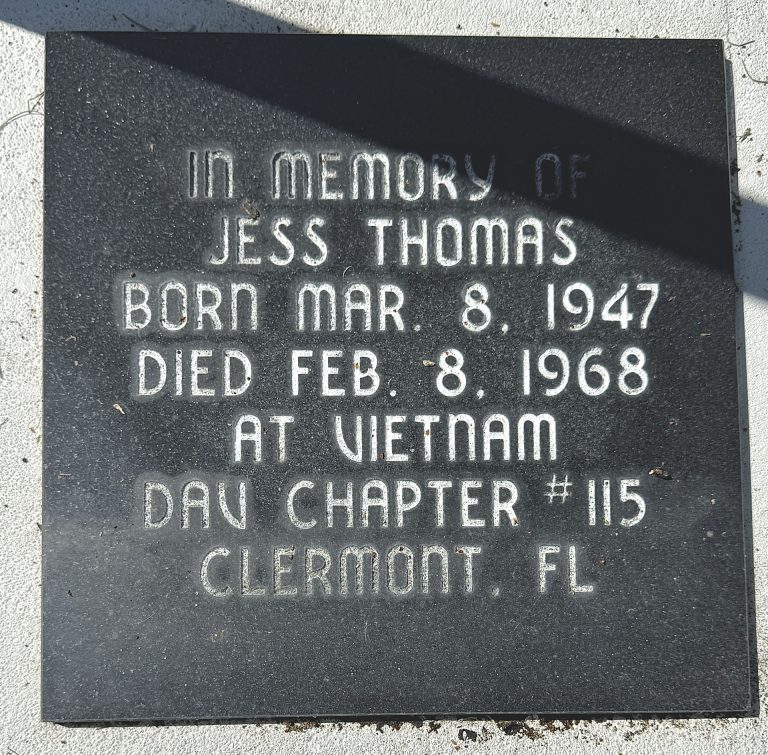 IN MEMORY OF
JESS THOMAS
BORN MAR. 8, 1947
DIED FEB. 8, 1968
AT VIETNAM
DAV CHAPTER #115
CLERMONT, FL